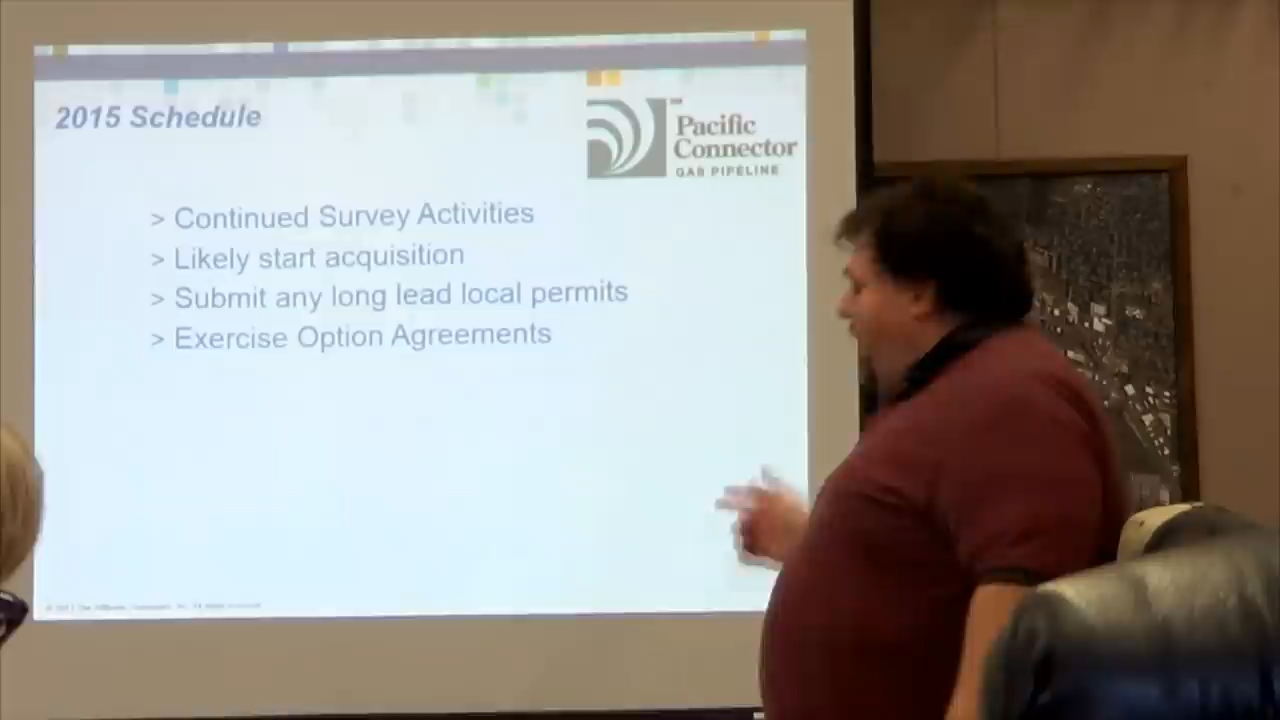 2015 Schedule
Pacific
Connector
GAS PIPELINE
> Continued Survey Activities
> Likely start acquisition
> Submit any long lead local permits
> Exercise Option Agreements